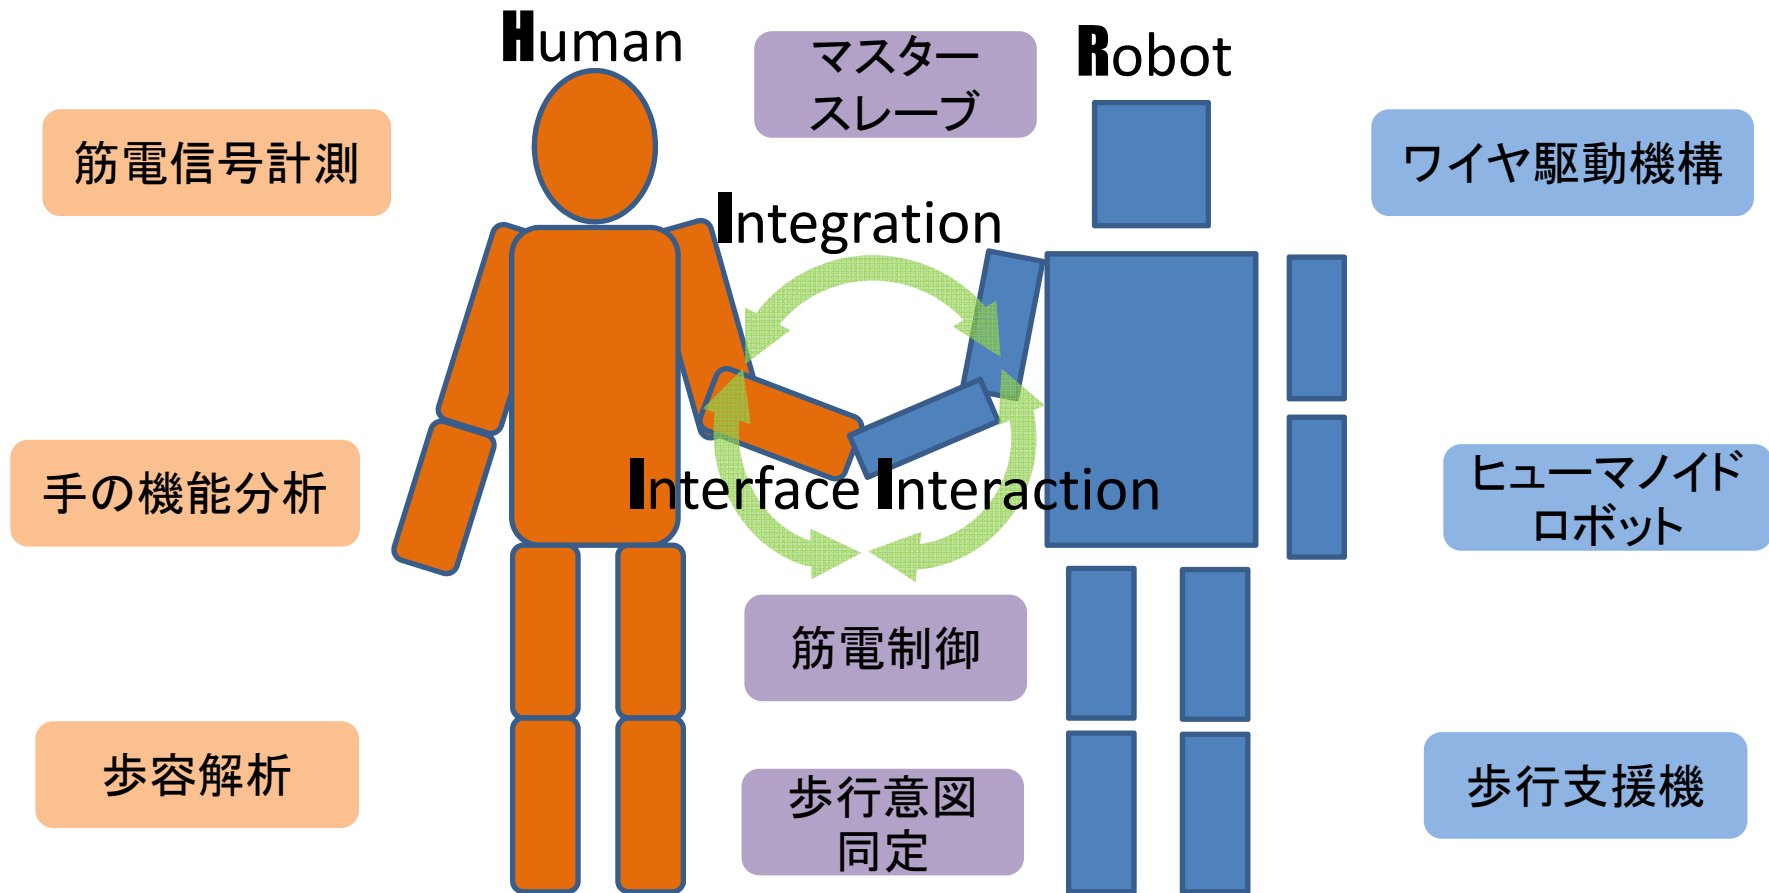 Human
マスター
スレーブ
Robot
筋電信号計測
ワイヤ駆動機構
Integration
手の機能分析
Interface Interaction
ヒューマノイド
ロボット
筋電制御
歩容解析
歩行意図
同定
歩行支援機